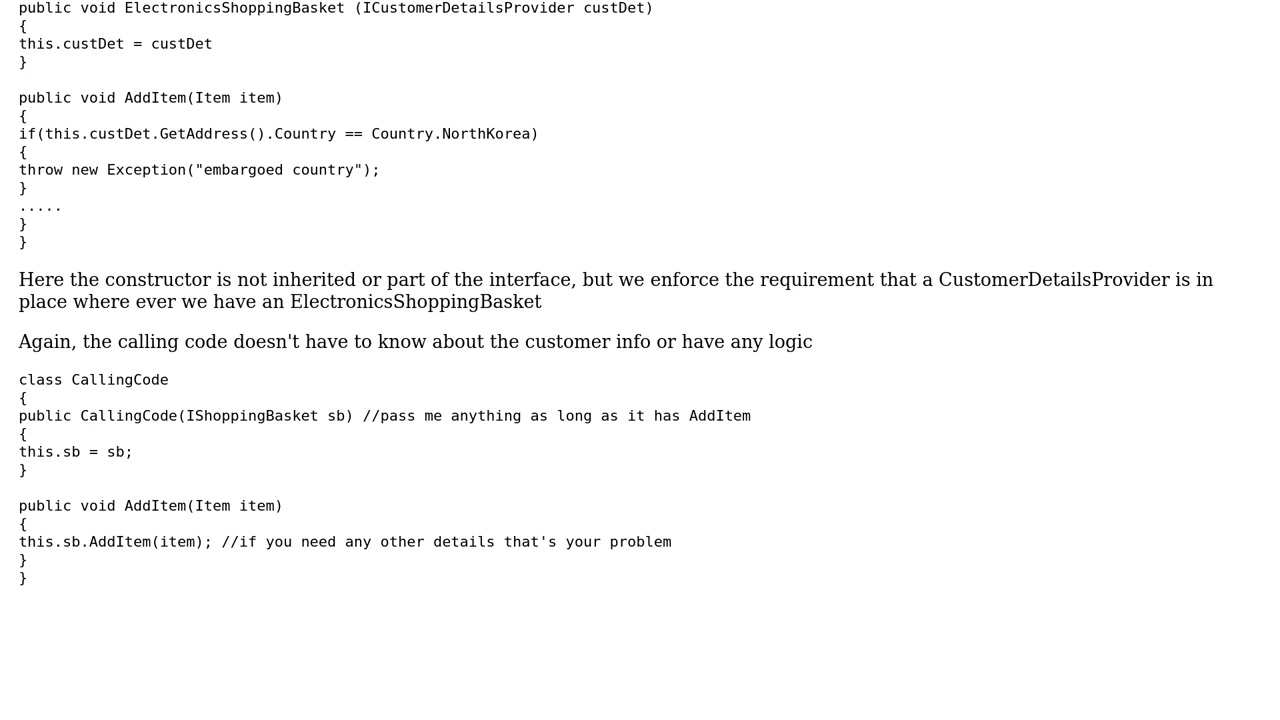 public void ElectronicsShoppingBasket (ICustomerDetailsProvider custDet)
{
this.custDet = custDet
}

public void AddItem(Item item)
{
if(this.custDet.GetAddress().Country == Country.NorthKorea)
{
throw new Exception("embargoed country");
}
.....
}
}

Here the constructor is not inherited or part of the interface, but we enforce the requirement that a CustomerDetailsProvider is in
place where ever we have an ElectronicsShoppingBasket

Again, the calling code doesn't have to know about the customer info or have any logic

class CallingCode
{
public CallingCode(IShoppingBasket sb) //pass me anything as long as it has AddItem
{
this.sb = sb;
}

public void AddItem(Item item)
{
this.sb.AddItem(item); //if you need any other details that's your problem
}
}